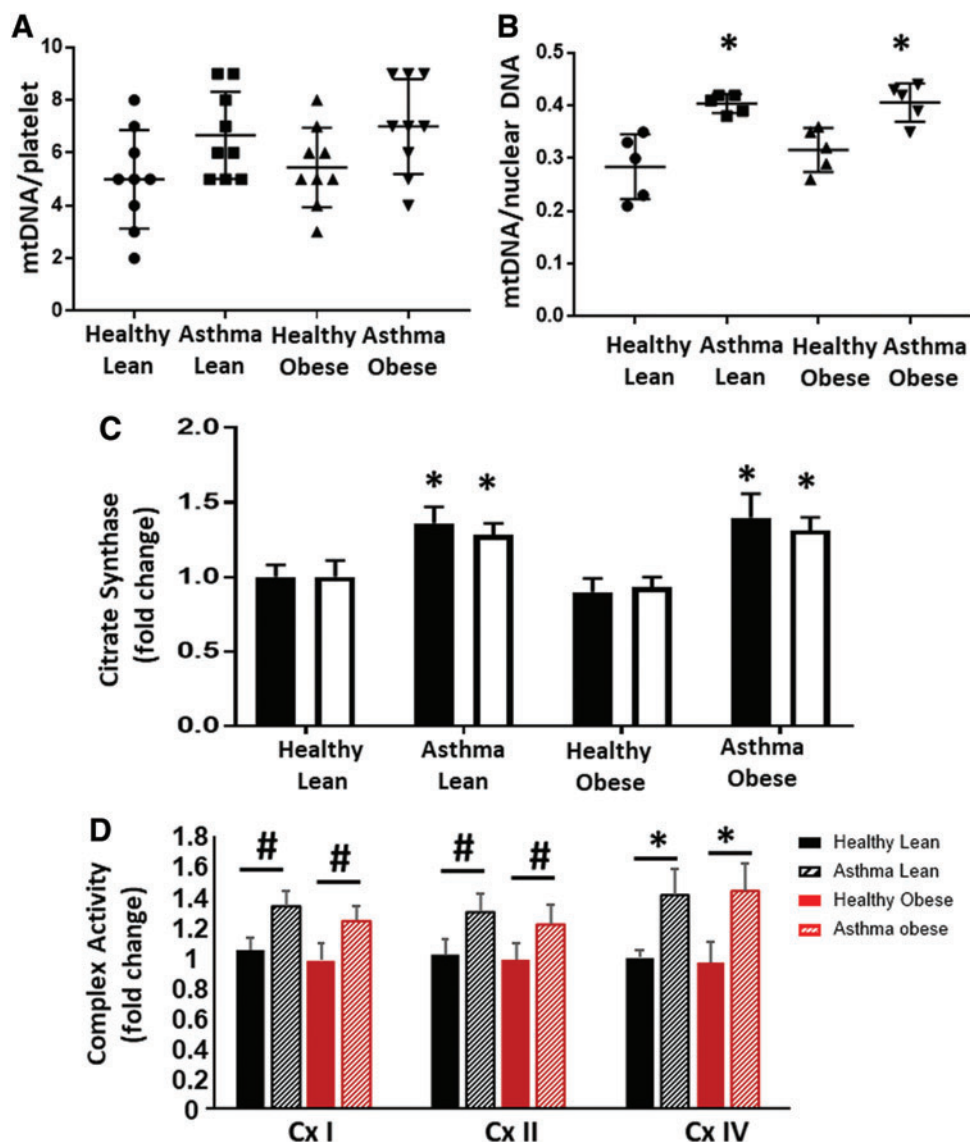 A
mtDNA/platelet
10
8
6
4
2
0
Healthy Lean
Asthma Lean
Healthy Obese
Asthma Obese
B
mtDNA/nuclear DNA
0.5
0.4
0.3
0.2
0.1
0.0
*
*
Healthy Lean
Asthma Lean
Healthy Obese
Asthma Obese
C
Citrate Synthase
(fold change)
2.0
1.5
1.0
0.5
0.0
* *
* *
Healthy Lean
Asthma Lean
Healthy Obese
Asthma Obese
D
Complex Activity
(fold change)
1.8
1.6
1.4
1.2
1
0.8
0.6
0.4
0.2
0
# #
# #
* *
Cx I
Cx II
Cx IV
Healthy Lean
Asthma Lean
Healthy Obese
Asthma obese